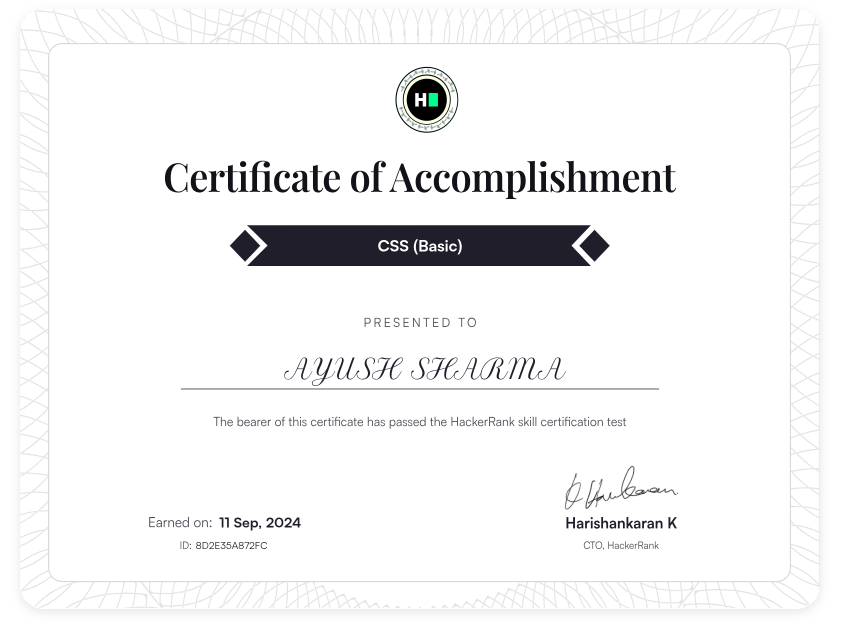 H
Certificate of Accomplishment
CSS (Basic)
PRESENTED TO
AYUSH SHARMA
The bearer of this certificate has passed the HackerRank skill certification test
Earned on: 11 Sep, 2024
ID: 8D2E35A872FC
Harishankaran K
CTO, HackerRank